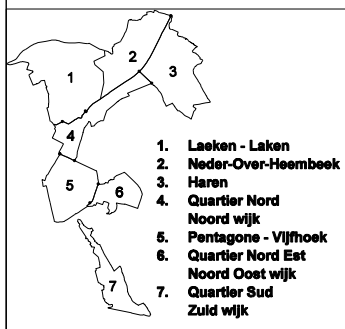 1
2
3
4
5
6
7
1. Laeken - Laken
2. Neder-Over-Heembeek
3. Haren
4. Quartier Nord
Noord wijk
5. Pentagone - Vijfhoek
6. Quartier Nord Est
Noord Oost wijk
7. Quartier Sud
Zuid wijk